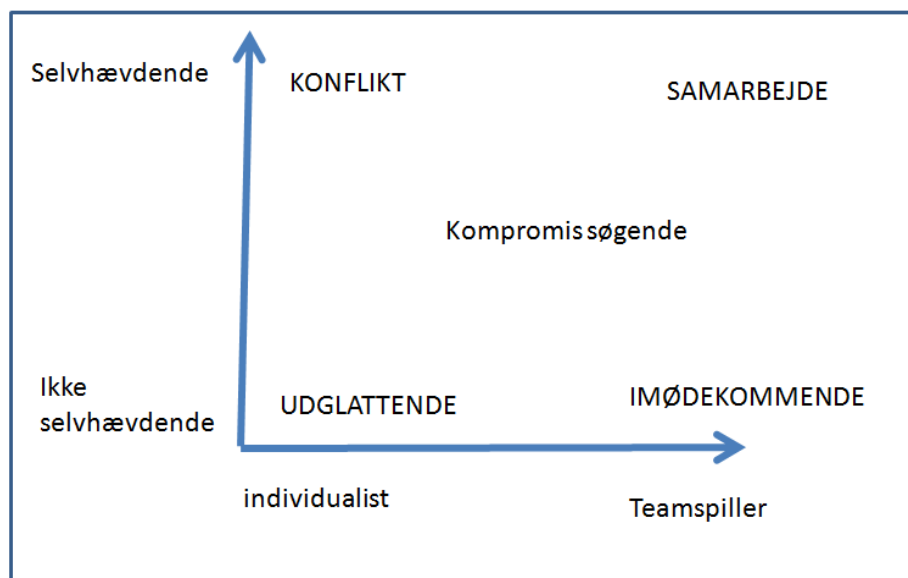 Selvhævdende
KONFLIKT
SAMARBEJDE
Kompromis søgende
Ikke
selvhævdende
UDGLATTENDE
IMØDEKOMMENDE
individualist
Teamspiller